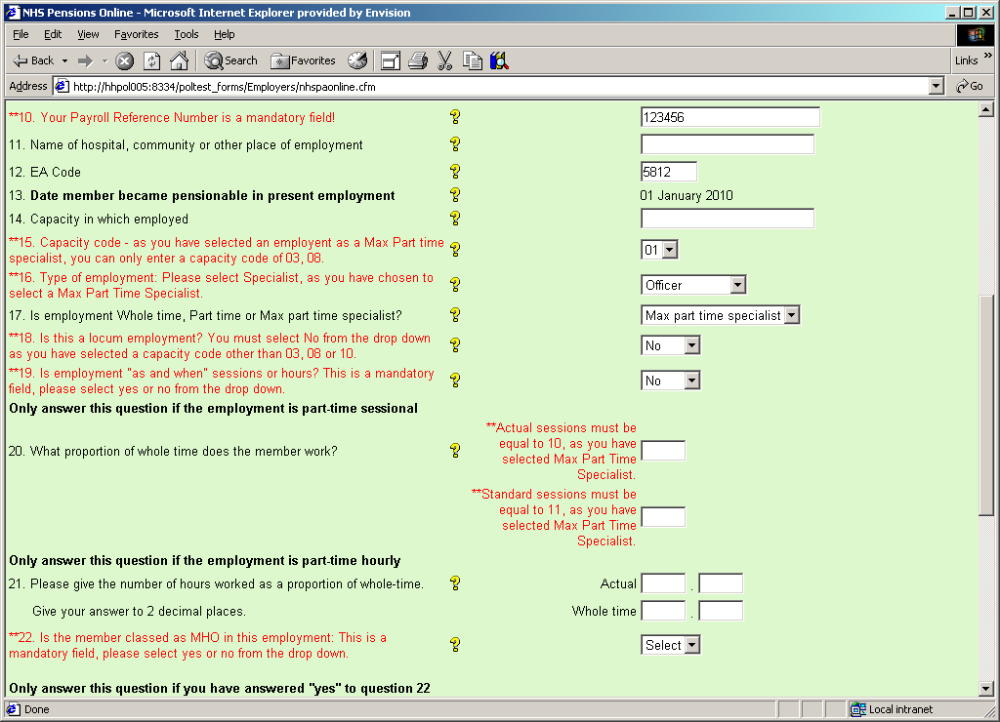 NHS Pensions Online - Microsoft Internet Explorer provided by Envision
File Edit View Favorites Tools Help
Back Search Favorites Links »
Address http://hhpol005:8334/poltest_forms/Employers/nhspaonline.cfm Go
**10. Your Payroll Reference Number is a mandatory field! ? 123456
11. Name of hospital, community or other place of employment ?
12. EA Code ? 5812
13. Date member became pensionable in present employment ? 01 January 2010
14. Capacity in which employed ?
**15. Capacity code - as you have selected an employent as a Max Part time
specialist, you can only enter a capacity code of 03, 08. ? 01
**16. Type of employment: Please select Specialist, as you have chosen to
select a Max Part Time Specialist. ? Officer
17. Is employment Whole time, Part time or Max part time specialist? ? Max part time specialist
**18. Is this a locum employment? You must select No from the drop down
as you have selected a capacity code other than 03, 08 or 10. ? No
**19. Is employment "as and when" sessions or hours? This is a mandatory
field, please select yes or no from the drop down. ? No
Only answer this question if the employment is part-time sessional
20. What proportion of whole time does the member work? ?
**Actual sessions must be
equal to 10, as you have
selected Max Part Time
Specialist.
**Standard sessions must be
equal to 11, as you have
selected Max Part Time
Specialist.
Only answer this question if the employment is part-time hourly
21. Please give the number of hours worked as a proportion of whole-time. ? Actual .
Give your answer to 2 decimal places. Whole time .
**22. Is the member classed as MHO in this employment: This is a
mandatory field, please select yes or no from the drop down. ? Select
Only answer this question if you have answered "yes" to question 22
Done Local intranet